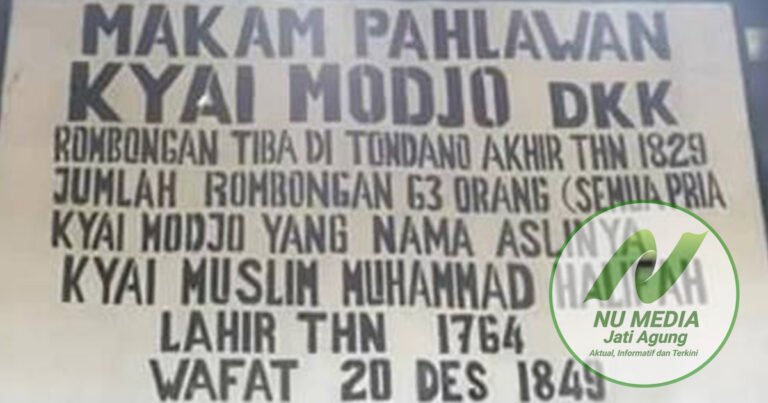 MAKAM PAHLAWAN
KYAI MODJO DKK
ROMBONGAN TIBA DI TONDANO AKHIR THN 1829
JUMLAH ROMBONGAN 63 ORANG (SEMUA PRIA
KYAI MODJO YANG NAMA ASLINYA
KYAI MUSLIM MUHAMMAD
LAHIR THN 1764
WAFAT 20 DES 1849
NU MEDIA
Jati Agung
Aktual, Informatif dan Terkini